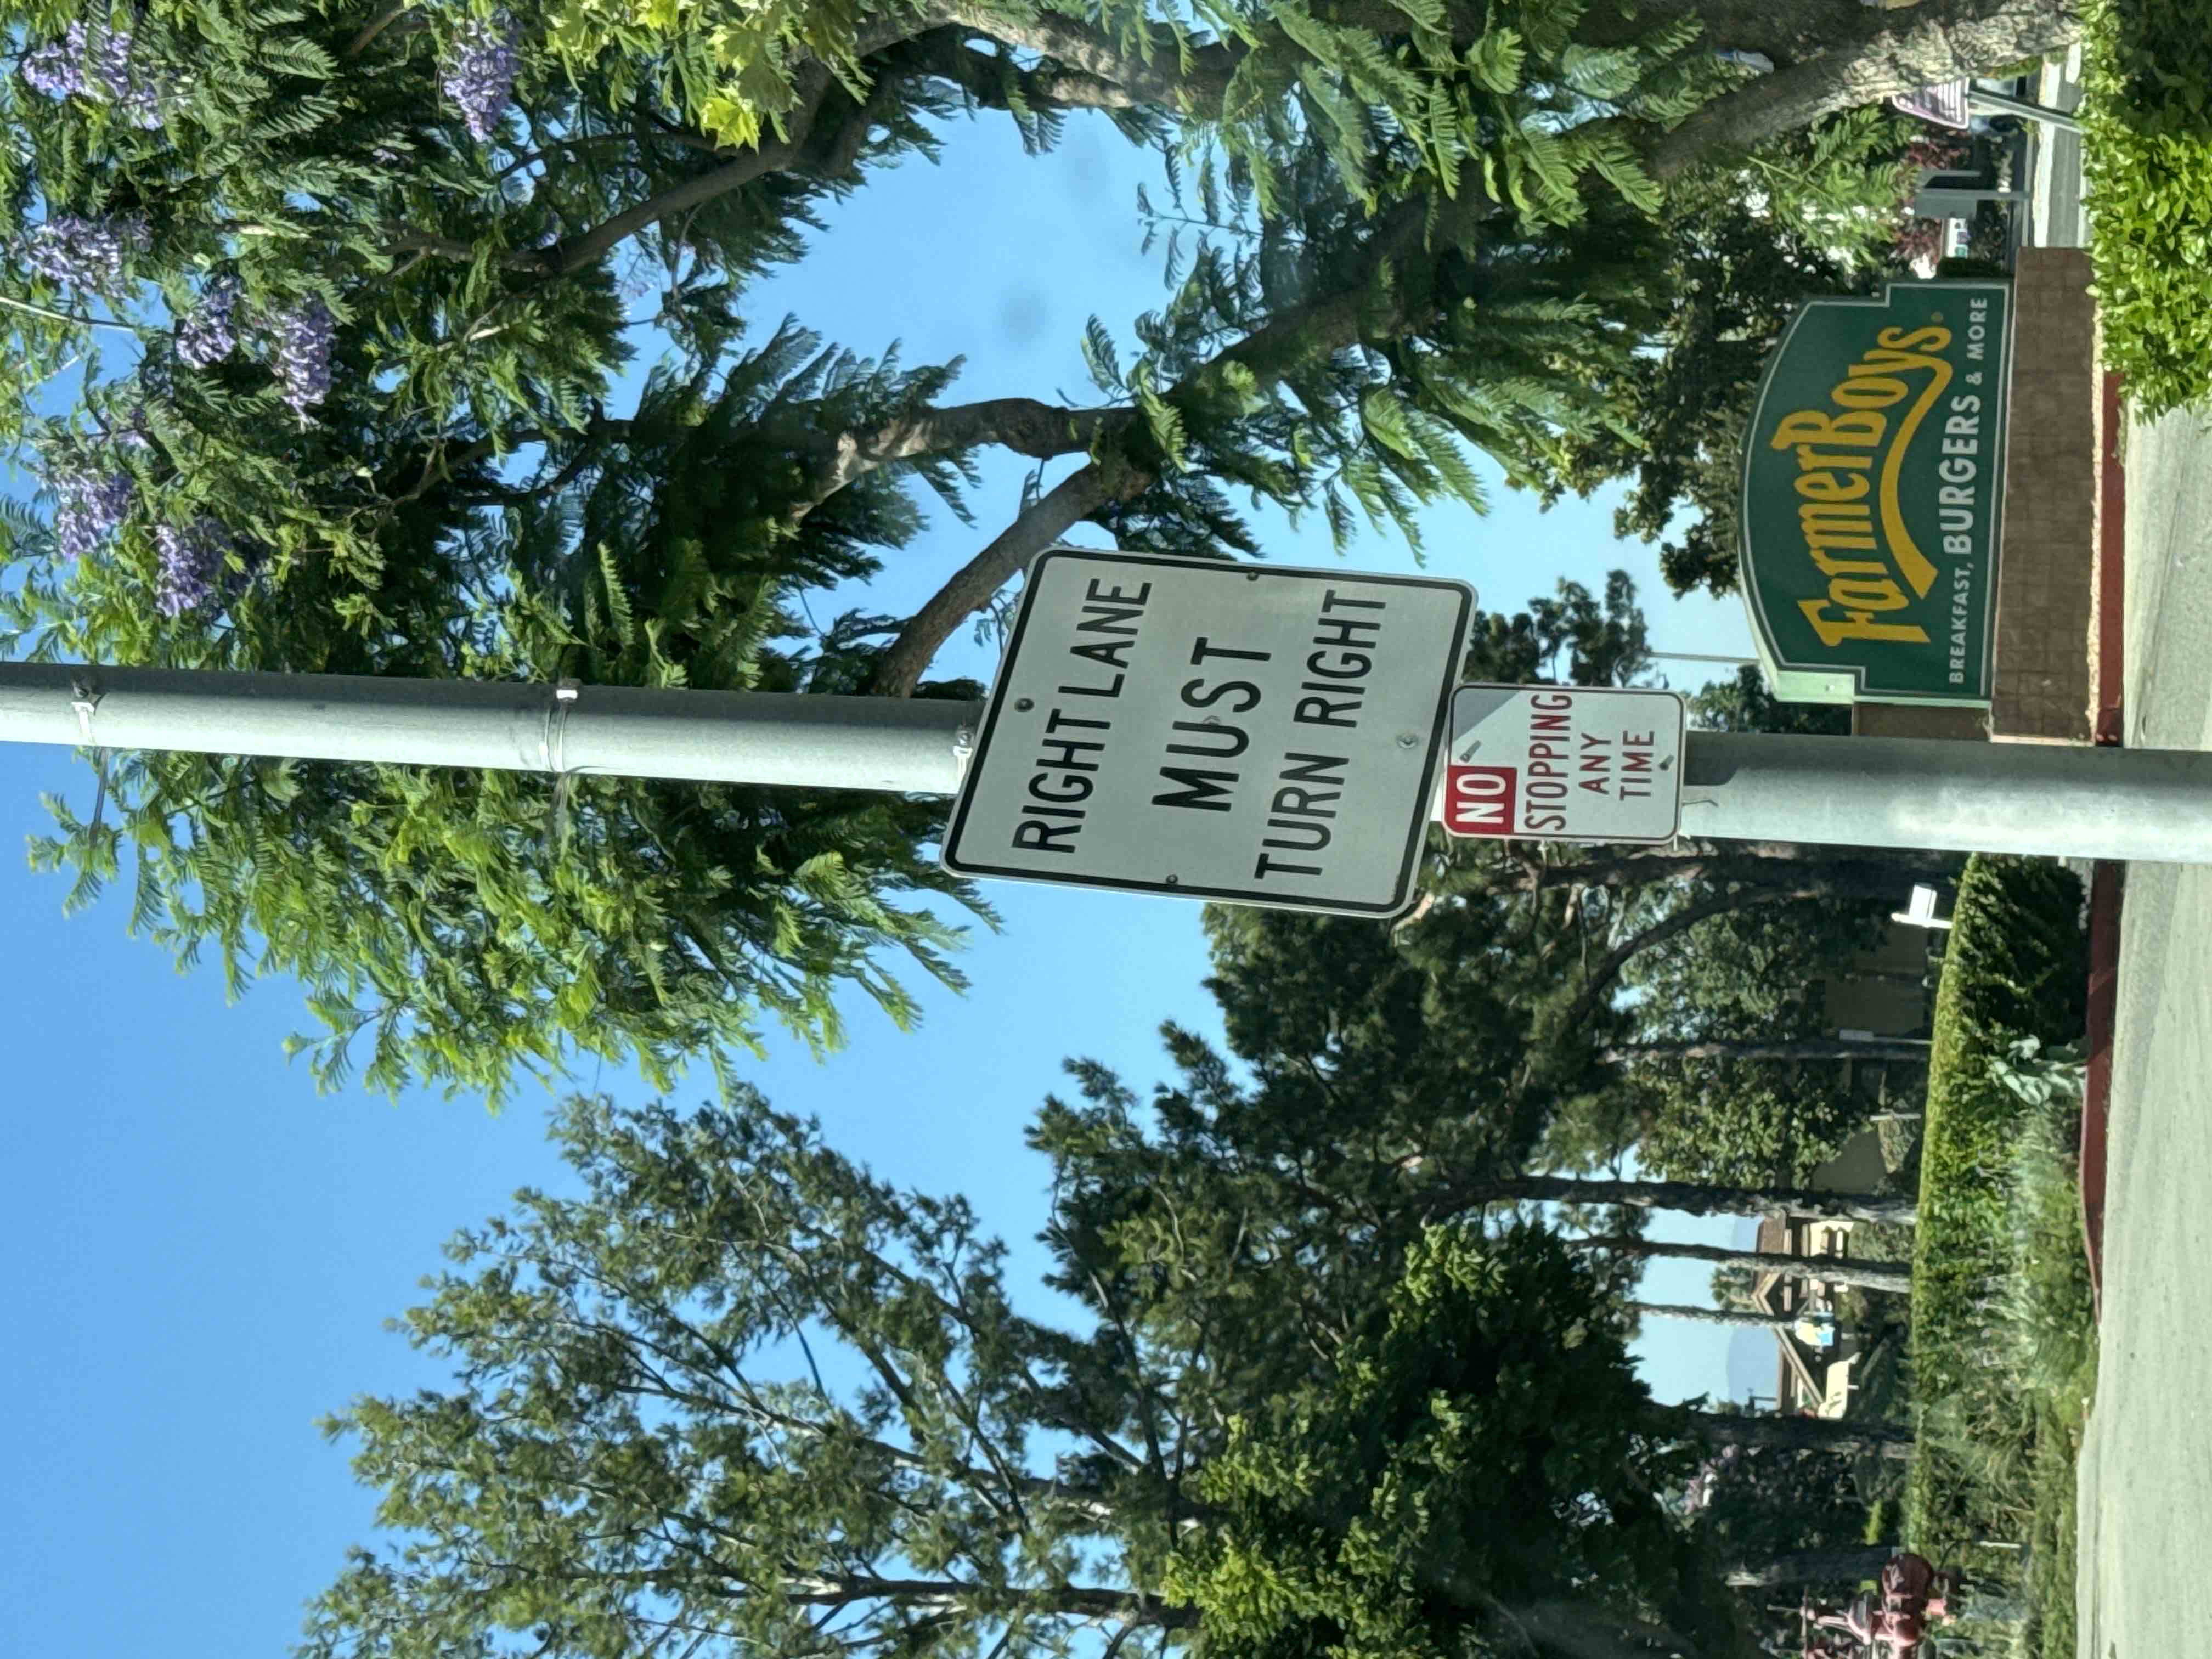 RIGHT LANE
MUST
TURN RIGHT
NO
STOPPING
ANY
TIME
FarmerBoys®
BREAKFAST, BURGERS & MORE